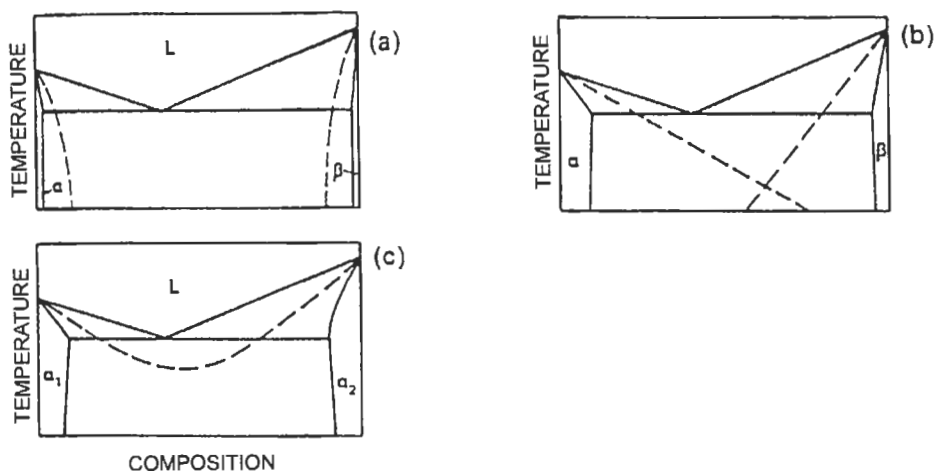 TEMPERATURE
L
(a)
α
β
TEMPERATURE
(b)
α
β
TEMPERATURE
L
(c)
α₁
α₂
COMPOSITION